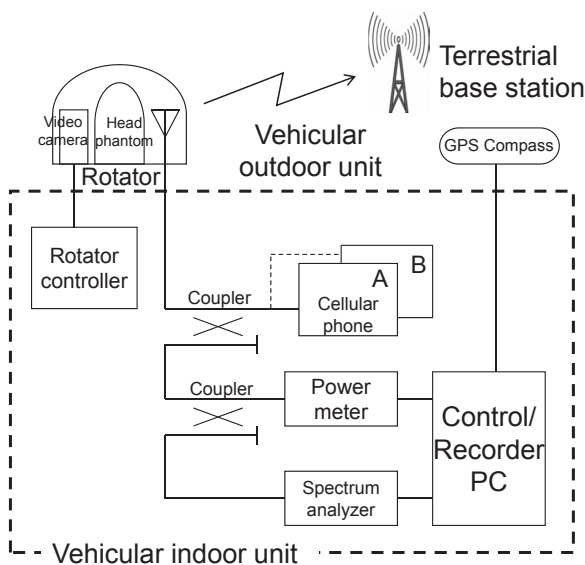 Terrestrial
base station
Video
camera
Head
phantom
Vehicular
outdoor unit
GPS Compass
Rotator
Rotator
controller
A
B
Coupler
Cellular
phone
Coupler
Power
meter
Control/
Recorder
PC
Spectrum
analyzer
Vehicular indoor unit